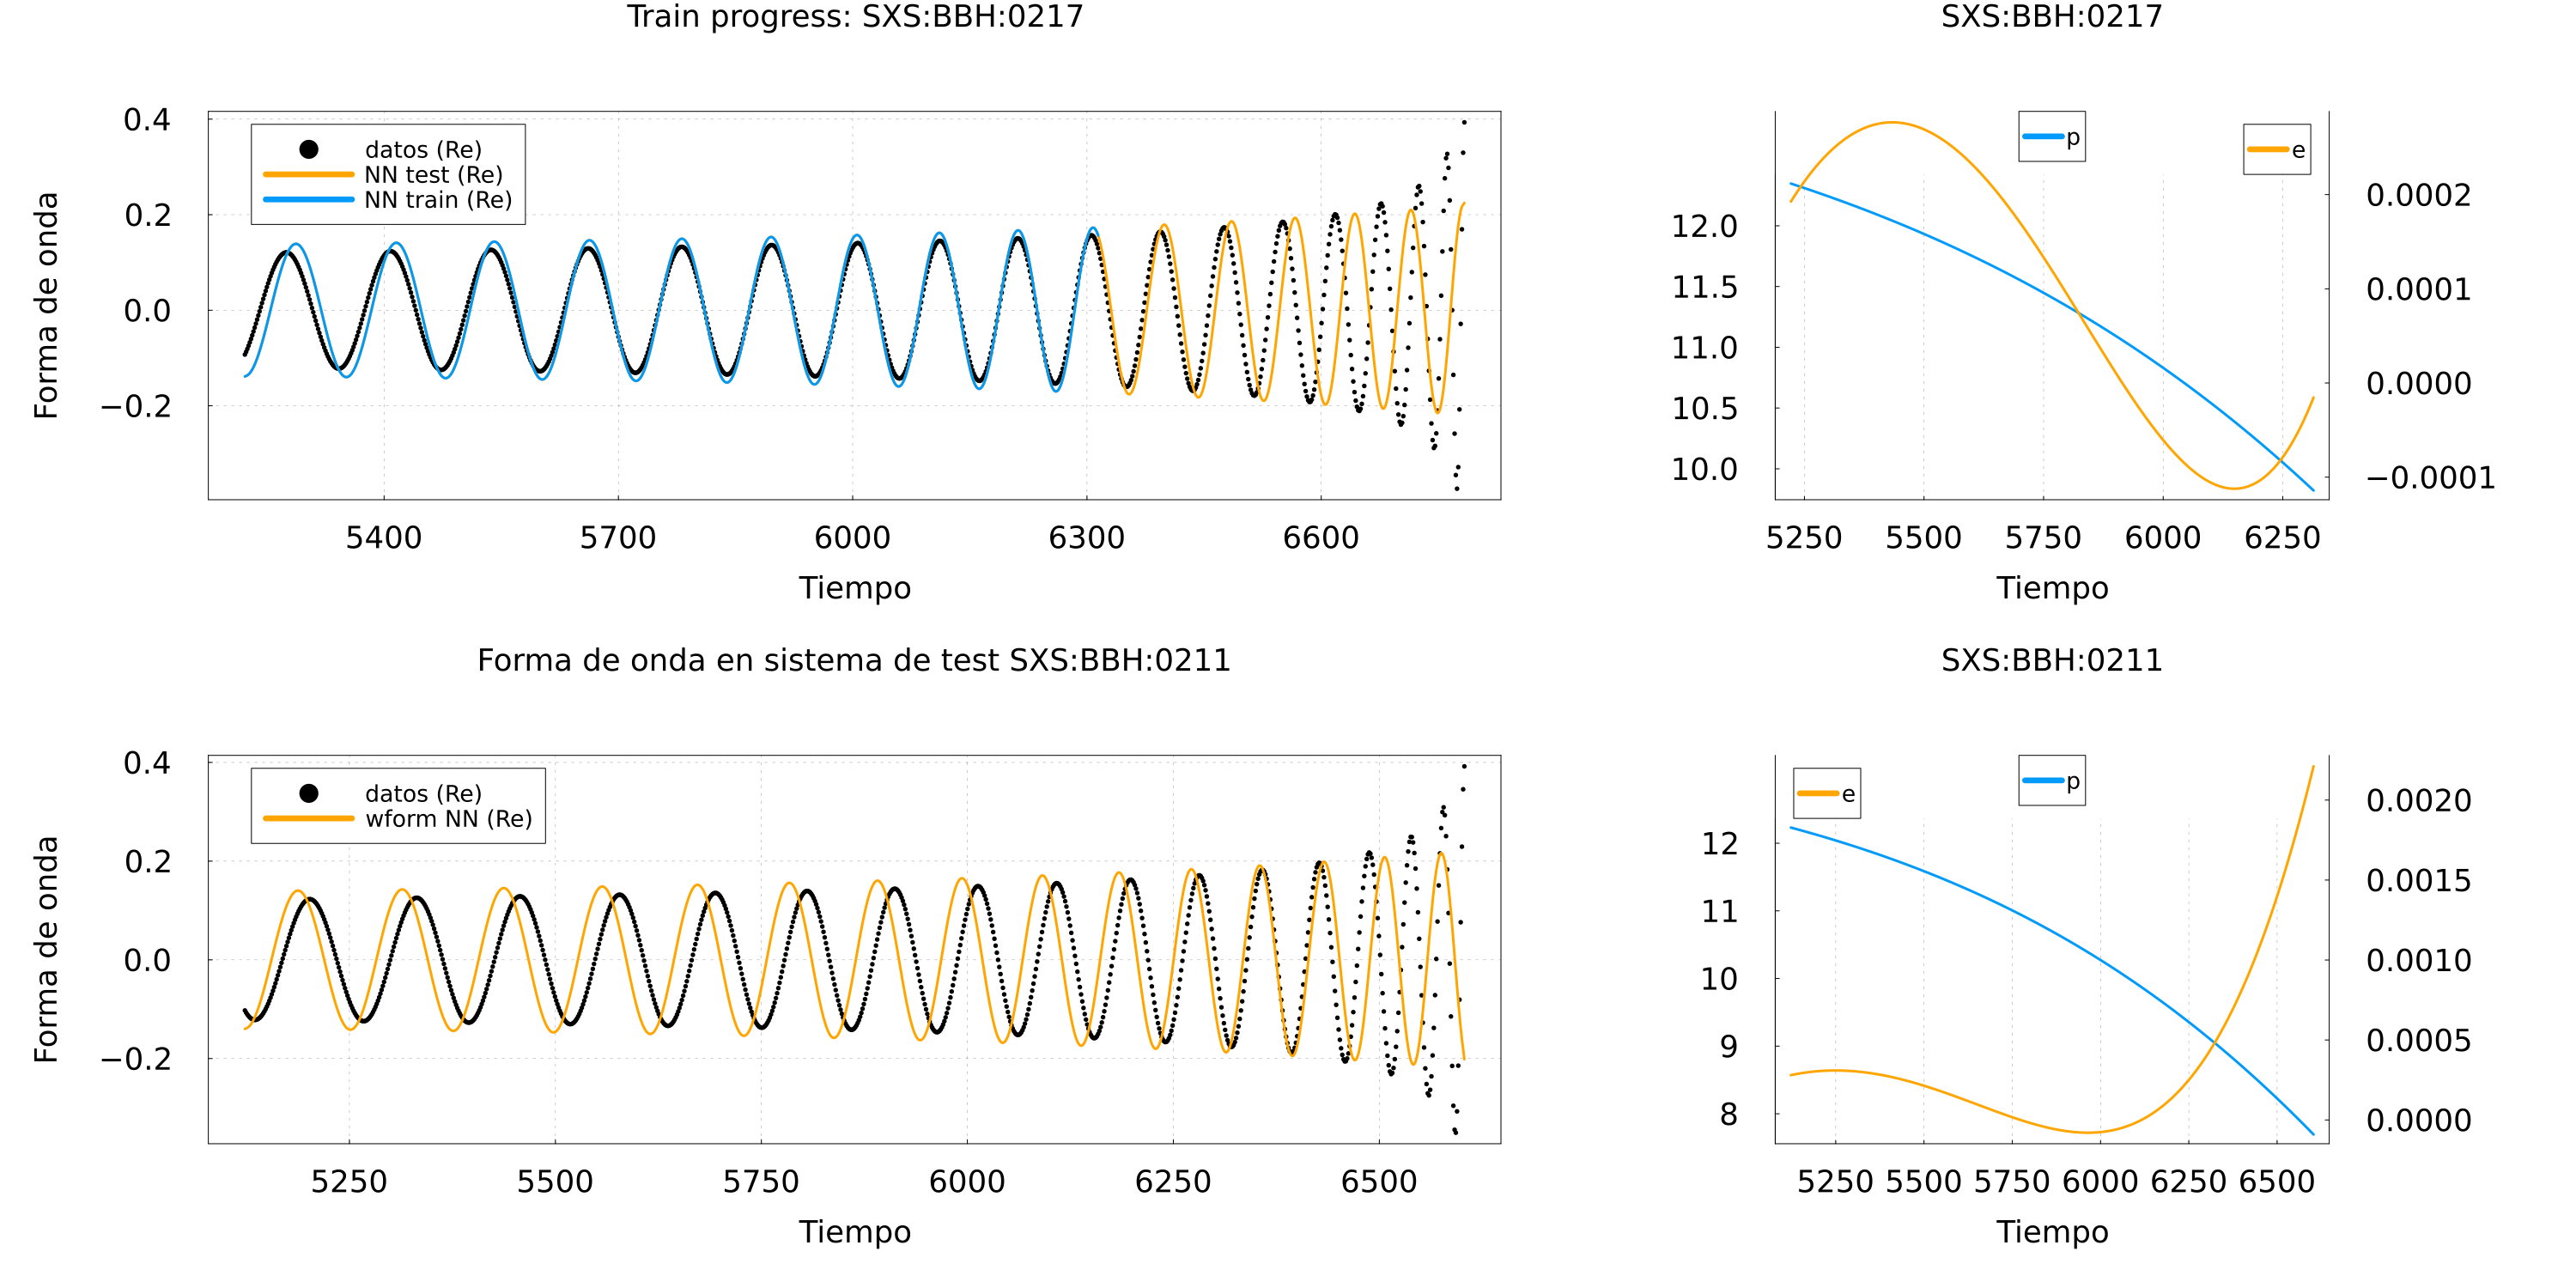 Train progress: SXS:BBH:0217
0.4
0.2
0.0
−0.2
Forma de onda
datos (Re)
NN test (Re)
NN train (Re)
5400 5700 6000 6300 6600
Tiempo
SXS:BBH:0217
12.0
11.5
11.0
10.5
10.0
p
e
0.0002
0.0001
0.0000
−0.0001
5250 5500 5750 6000 6250
Tiempo
Forma de onda en sistema de test SXS:BBH:0211
0.4
0.2
0.0
−0.2
Forma de onda
datos (Re)
wform NN (Re)
5250 5500 5750 6000 6250 6500
Tiempo
SXS:BBH:0211
12
11
10
9
8
e
p
0.0020
0.0015
0.0010
0.0005
0.0000
5250 5500 5750 6000 6250 6500
Tiempo